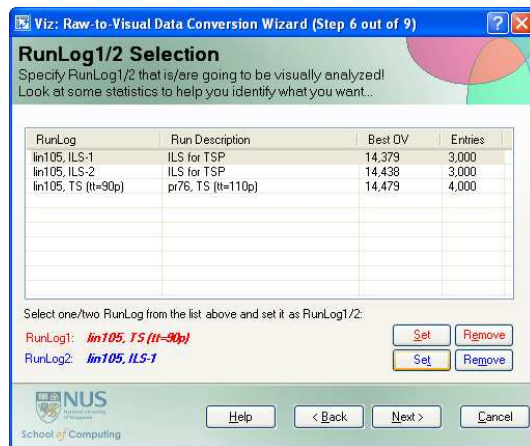 Viz: Raw-to-Visual Data Conversion Wizard (Step 6 out of 9)
RunLog1/2 Selection
Specify RunLog1/2 that is/are going to be visually analyzed!
Look at some statistics to help you identify what you want...
RunLog Run Description Best OV Entries
lin105, ILS-1 ILS for TSP 14,379 3,000
lin105, ILS-2 ILS for TSP 14,438 3,000
lin105, TS (tt=90p) pr76, TS (tt=110p) 14,479 4,000
Select one/two RunLog from the list above and set it as RunLog1/2:
RunLog1: lin105, TS (tt=90p) Set Remove
RunLog2: lin105, ILS-1 Set Remove
NUS
National University
of Singapore
School of Computing
Help < Back Next > Cancel